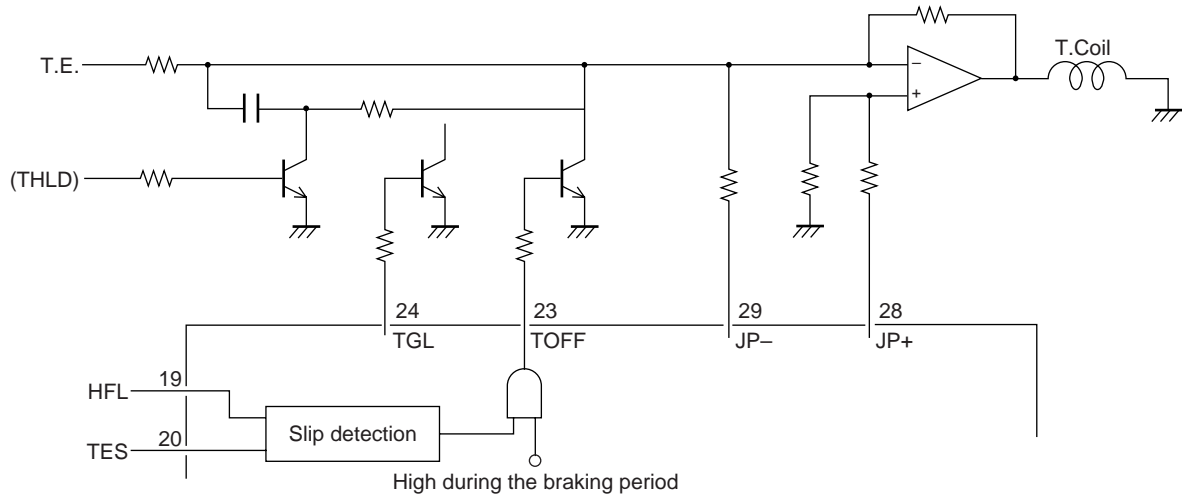 T.E.
T.Coil
−
+
(THLD)
24
23
29
28
TGL
TOFF
JP–
JP+
HFL
19
Slip detection
TES
20
High during the braking period